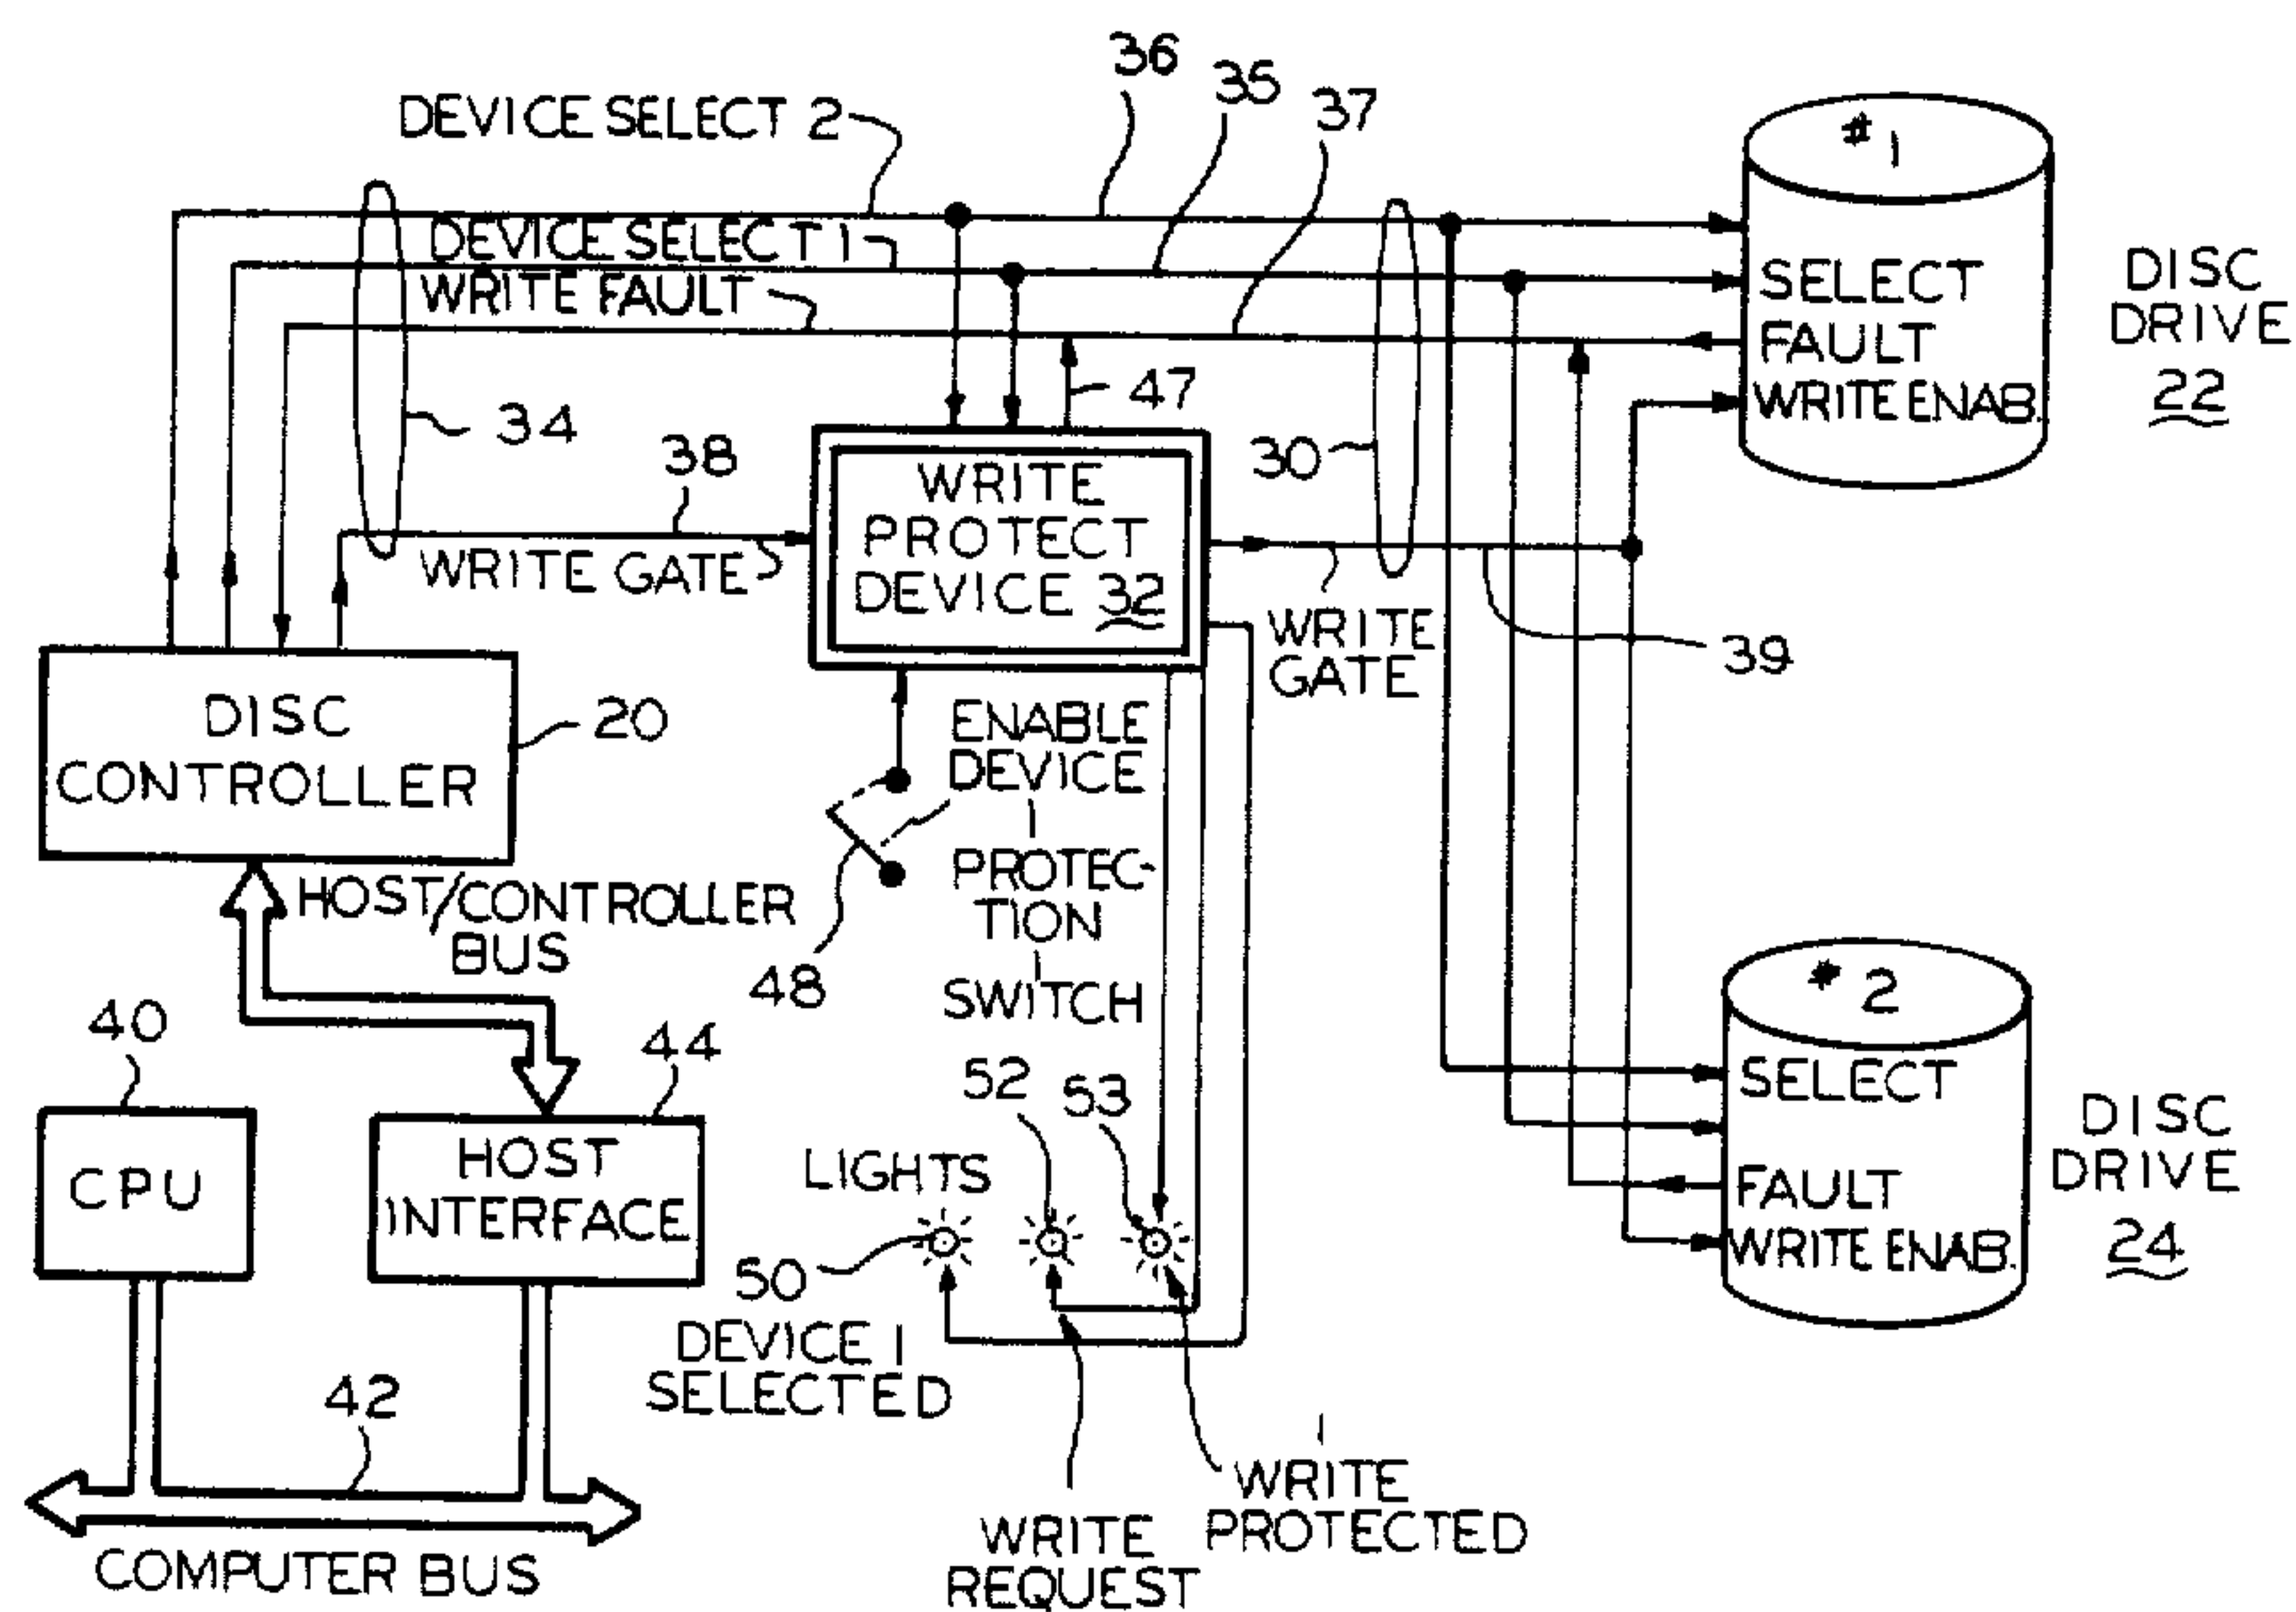 36
35
37
DEVICE SELECT 2
# 1
DEVICE SELECT 1
WRITE FAULT
SELECT
FAULT
WRITE ENAB.
DISC
DRIVE
22
34
38
47
30
WRITE GATE
WRITE
PROTECT
DEVICE 32
WRITE
GATE
39
DISC
CONTROLLER
20
ENABLE
DEVICE
1
PROTEC-
TION
1
SWITCH
48
HOST/CONTROLLER
BUS
# 2
SELECT
FAULT
WRITE ENAB.
DISC
DRIVE
24
40
44
CPU
HOST
INTERFACE
52
53
LIGHTS
50
DEVICE 1
SELECTED
42
COMPUTER BUS
WRITE
REQUEST
1
WRITE
PROTECTED